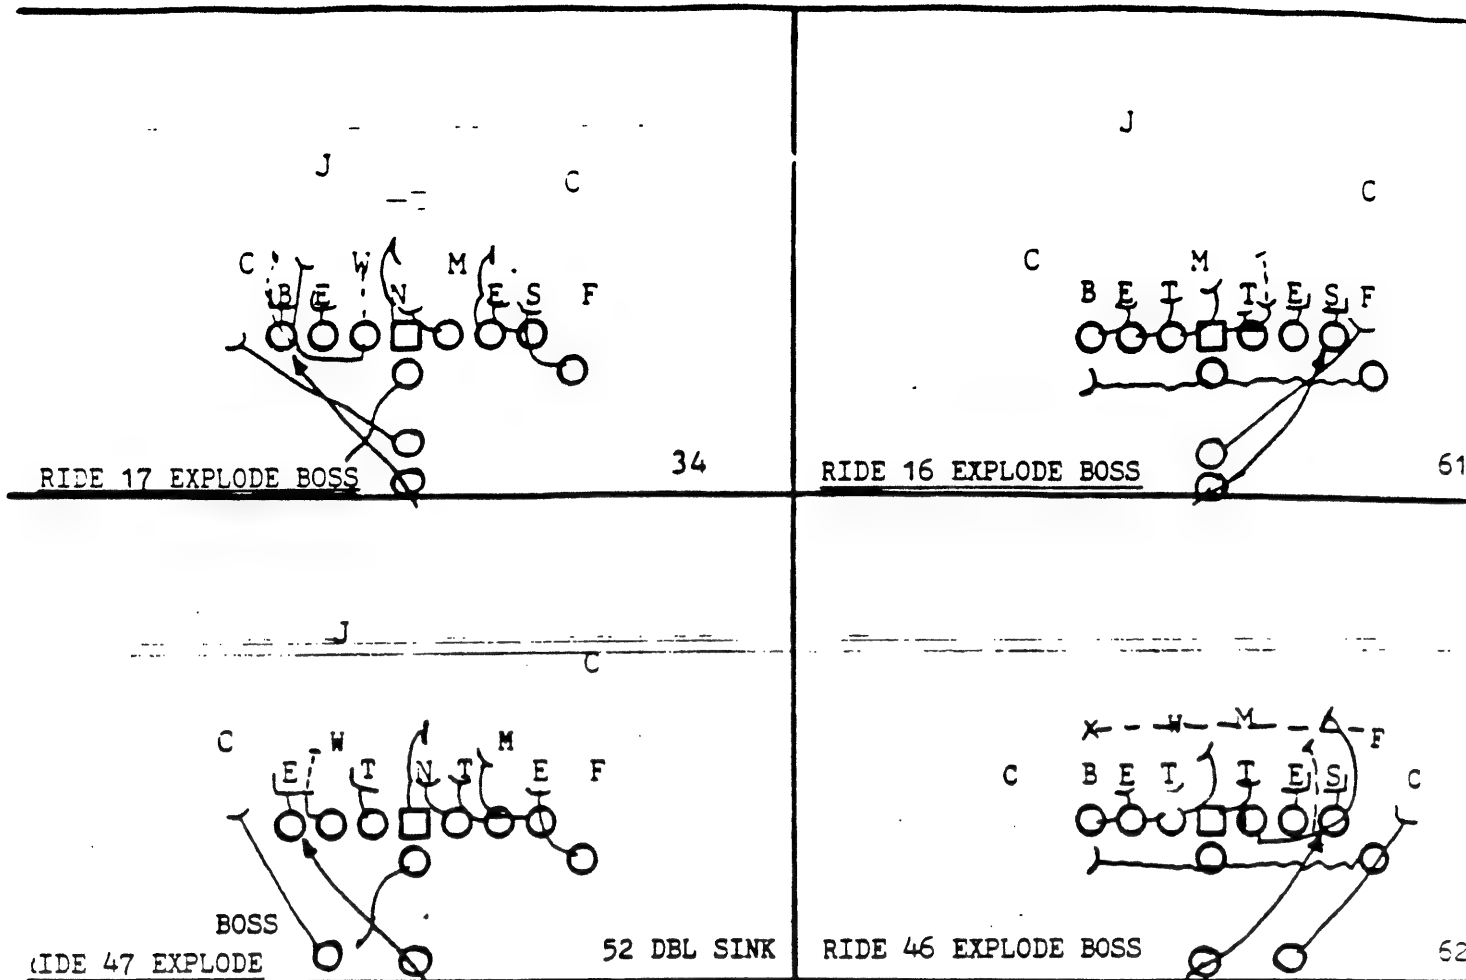 J
C
C W M
B E N E S F
RIDE 17 EXPLODE BOSS 34
J
C
C M
B E T T E S F
RIDE 16 EXPLODE BOSS 61
J
C
C W M
E T N T E F
BOSS
RIDE 47 EXPLODE 52 DBL SINK
X W M F
C B E T T E S C
RIDE 46 EXPLODE BOSS 62